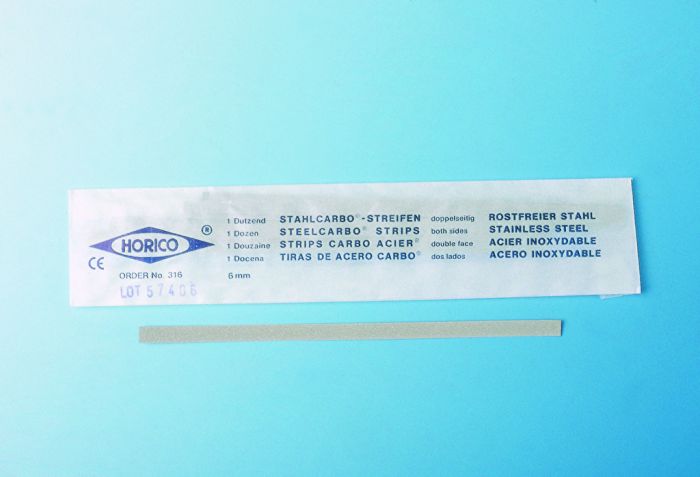 HORICO ®
CE
ORDER No. 316
LOT 57406
1 Dutzend STAHLCARBO®-STREIFEN doppelseitig ROSTFREIER STAHL
1 Dozen STEELCARBO® STRIPS both sides STAINLESS STEEL
1 Douzaine STRIPS CARBO ACIER® double face ACIER INOXYDABLE
1 Docena TIRAS DE ACERO CARBO® dos lados ACERO INOXYDABLE
6 mm